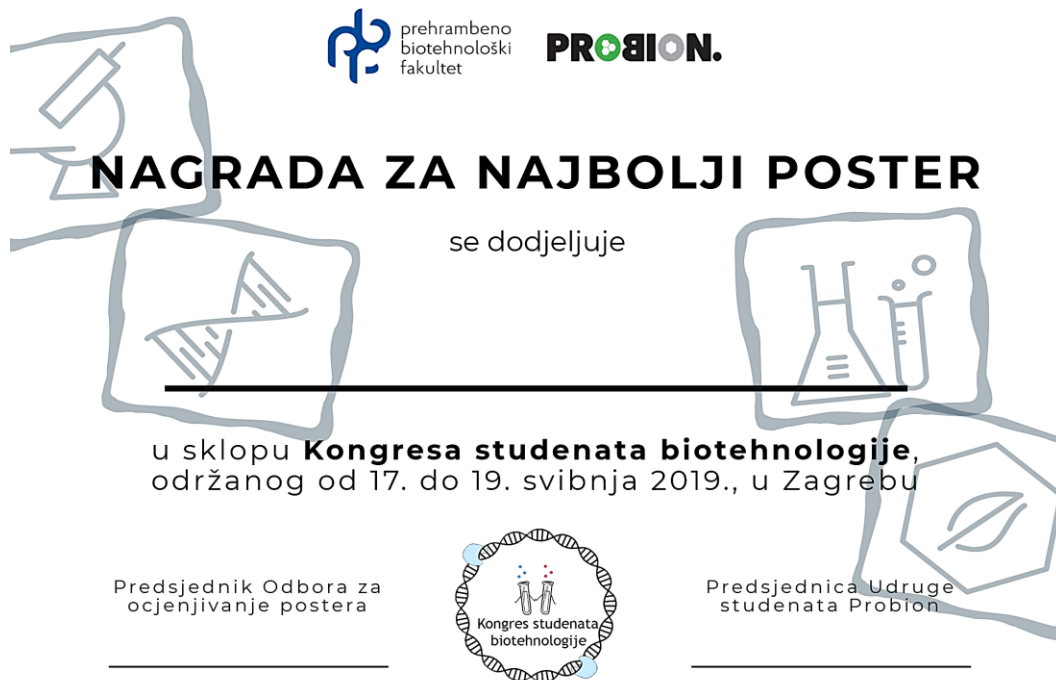 prehrambeno
biotehnološki
fakultet
PROBION.
NAGRADA ZA NAJBOLJI POSTER
se dodjeljuje
u sklopu Kongresa studenata biotehnologije,
održanog od 17. do 19. svibnja 2019., u Zagrebu
Predsjednik Odbora za
ocjenjivanje postera
Kongres studenata
biotehnologije
Predsjednica Udruge
studenata Probion